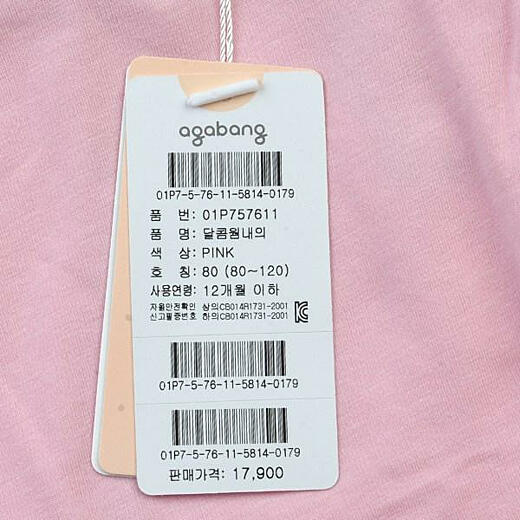 agabang
01P7-5-76-11-5814-0179
품 번: 01P757611
품 명: 달콤웜내의
색 상: PINK
호 칭: 80 (80~120)
사용연령: 12개월 이하
자율안전확인 상의CB014R1731-2001
신고필증번호 하의CB014R1731-2001
01P7-5-76-11-5814-0179
01P7-5-76-11-5814-0179
판매가격: 17,900